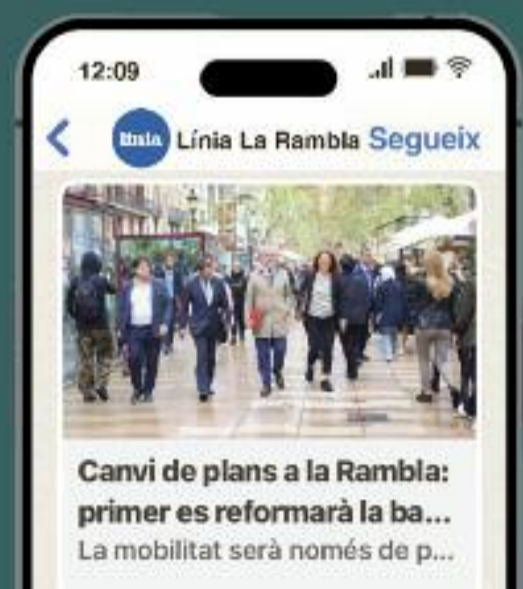 12:09
línia Línia La Rambla Segueix
Canvi de plans a la Rambla:
primer es reformarà la ba...
La mobilitat serà només de p...